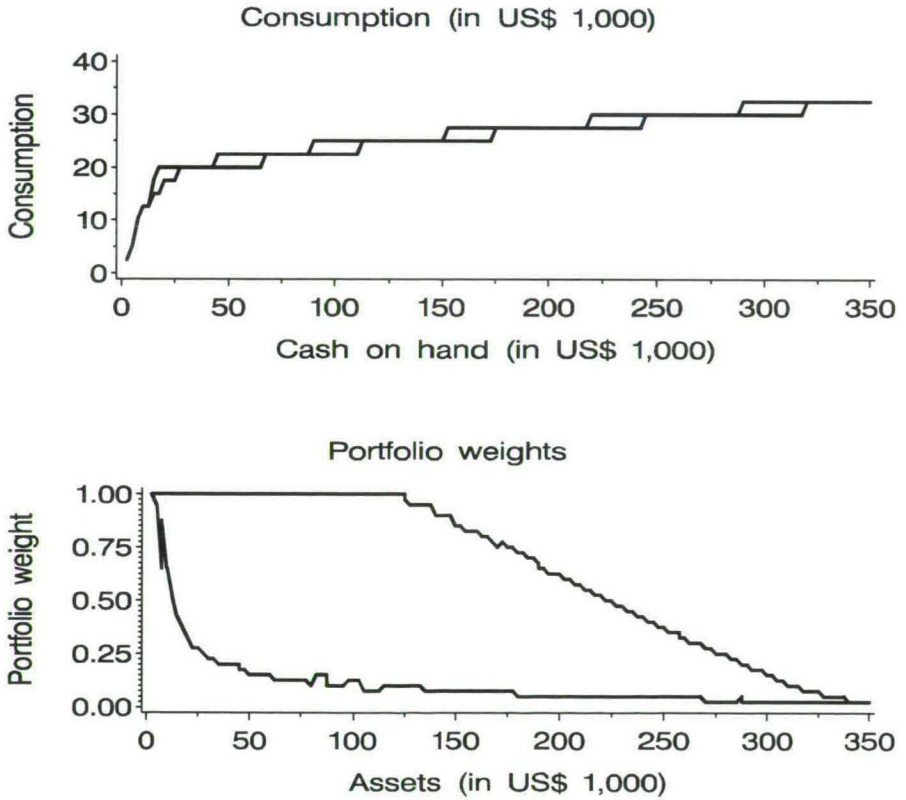 Consumption (in US$ 1,000)
Consumption
40
30
20
10
0
0 50 100 150 200 250 300 350
Cash on hand (in US$ 1,000)
Portfolio weights
Portfolio weight
1.00
0.75
0.50
0.25
0.00
0 50 100 150 200 250 300 350
Assets (in US$ 1,000)